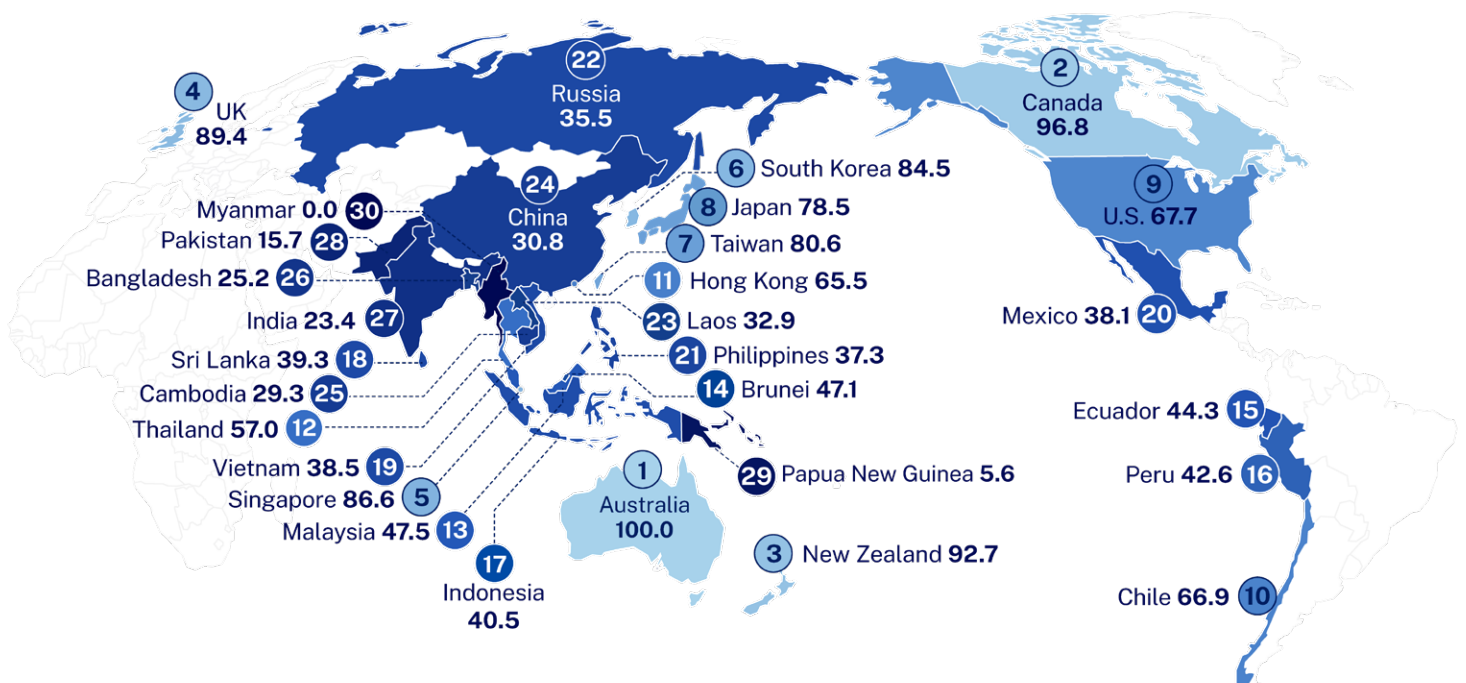 22
Russia
35.5
2
Canada
96.8
4
UK
89.4
6 South Korea 84.5
24
China
30.8
9
U.S. 67.7
Myanmar 0.0 30
8 Japan 78.5
Pakistan 15.7 28
7 Taiwan 80.6
Bangladesh 25.2 26
11 Hong Kong 65.5
India 23.4 27
23 Laos 32.9
Mexico 38.1 20
Sri Lanka 39.3 18
21 Philippines 37.3
Cambodia 29.3 25
14 Brunei 47.1
Thailand 57.0 12
Ecuador 44.3 15
Vietnam 38.5 19
1
Australia
100.0
29 Papua New Guinea 5.6
Peru 42.6 16
Singapore 86.6 5
Malaysia 47.5 13
17
Indonesia
40.5
3 New Zealand 92.7
Chile 66.9 10